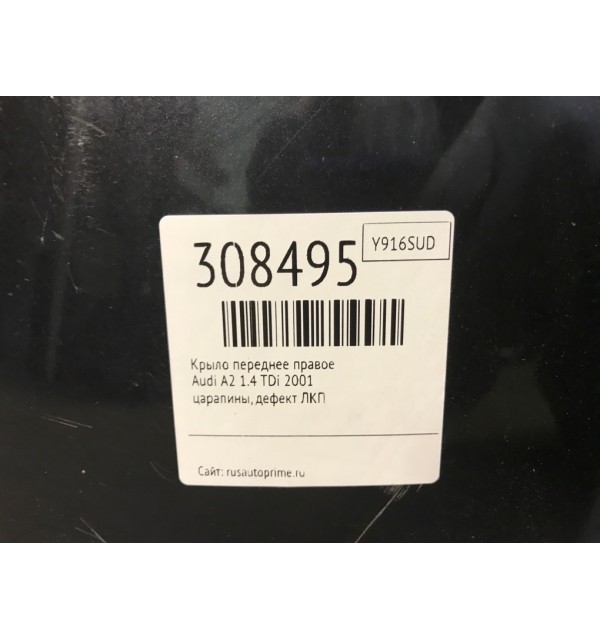 308495
Y916SUD
Крыло переднее правое
Audi A2 1.4 TDi 2001
царапины, дефект ЛКП
Сайт: rusautoprime.ru